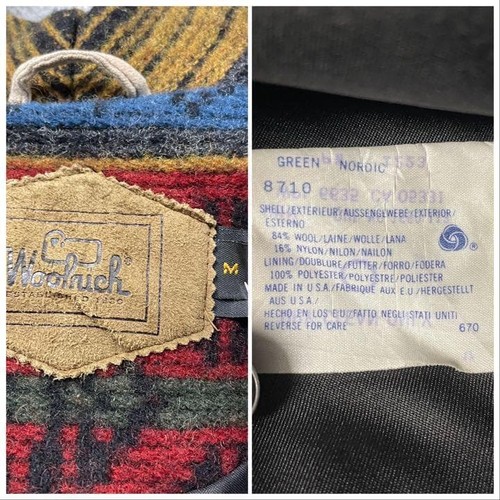 Woolrich
M
GREEN NORDIC
8710
SHELL/EXTERIEUR/AUSSENGEWEBE/EXTERIOR/
ESTERNO
84% WOOL/LAINE/WOLLE/LANA
16% NYLON/NILON/NAILON
LINING/DOUBLURE/FUTTER/FORRO/FODERA
100% POLYESTER/POLYESTRE/POLIESTER
MADE IN U.S.A./FABRIQUE AUX E.U./HERGESTELLT
AUS U.S.A./
HECHO EN LOS E.U./FATTO NEGLI STATI UNITI
REVERSE FOR CARE 670